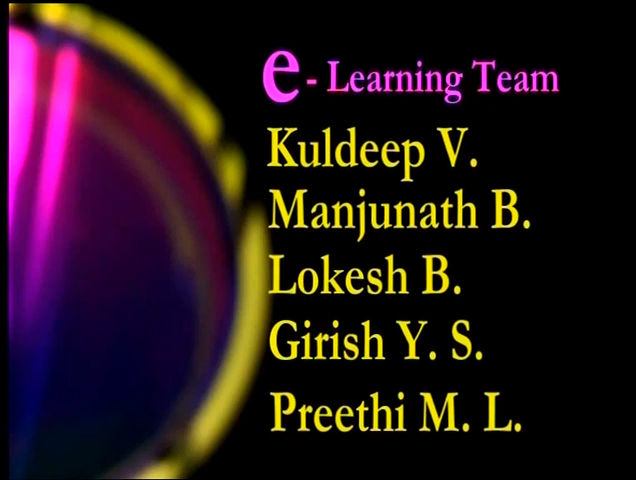 e- Learning Team
Kuldeep V.
Manjunath B.
Lokesh B.
Girish Y. S.
Preethi M. L.